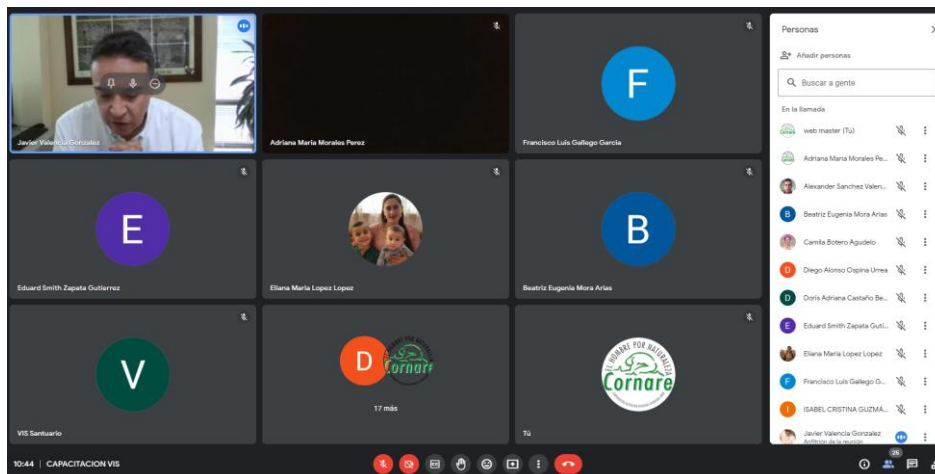 Javier Valencia Gonzalez
Adriana Maria Morales Perez
F
Francisco Luis Gallego Garcia
E
Eduard Smith Zapata Gutierrez
Eliana Maria Lopez Lopez
B
Beatriz Eugenia Mora Arias
V
VIS Santuario
D
Cornare
17 más
EL HOMBRE POR NATURALEZA
Cornare
Tú
Personas
Añadir personas
Buscar a gente
En la llamada
Cornare
web master (Tú)
Adriana Maria Morales Pe...
Alexander Sanchez Valen...
B
Beatriz Eugenia Mora Arias
Camila Botero Agudelo
D
Diego Alonso Ospina Urrea
D
Doris Adriana Castaño Be...
E
Eduard Smith Zapata Guti...
Eliana Maria Lopez Lopez
F
Francisco Luis Gallego G...
I
ISABEL CRISTINA GUZMÁ...
Javier Valencia Gonzalez
Anfitrión de la reunión
10:44 | CAPACITACION VIS
26